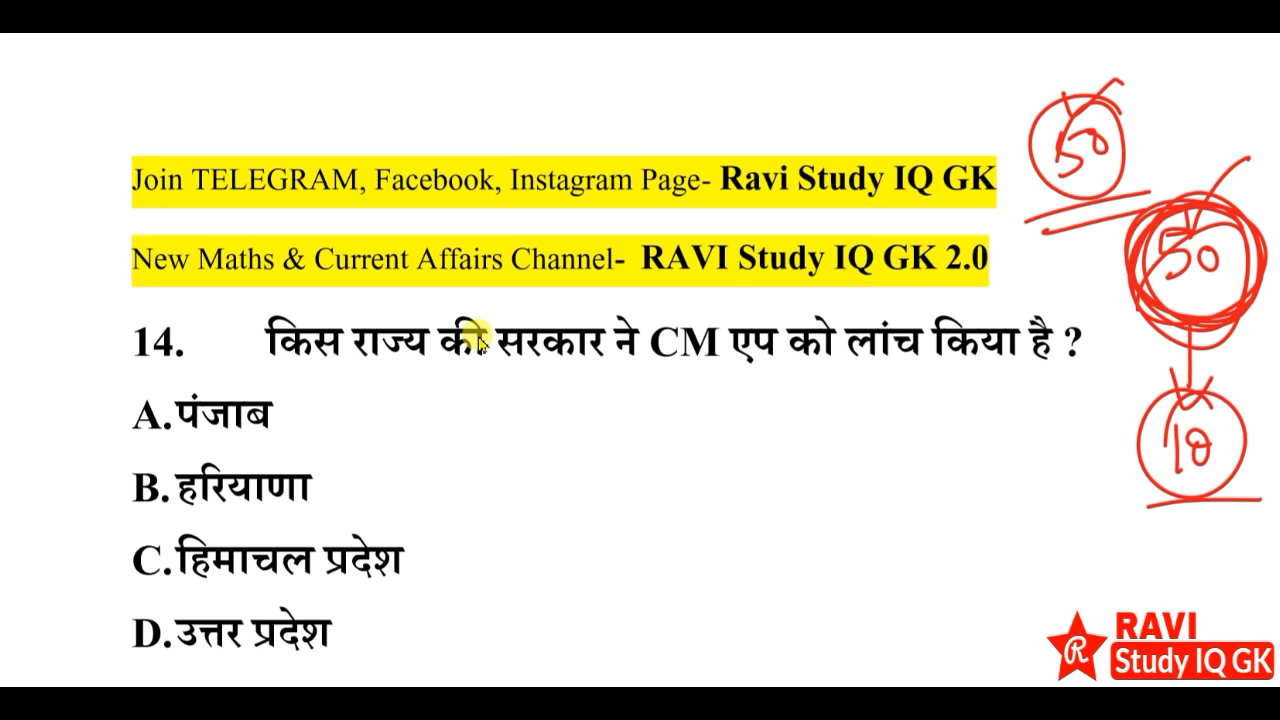 Join TELEGRAM, Facebook, Instagram Page- Ravi Study IQ GK
New Maths & Current Affairs Channel- RAVI Study IQ GK 2.0
14. किस राज्य की सरकार ने CM एप को लांच किया है ?
A. पंजाब
B. हरियाणा
C. हिमाचल प्रदेश
D. उत्तर प्रदेश
50
50
10
R
RAVI
Study IQ GK